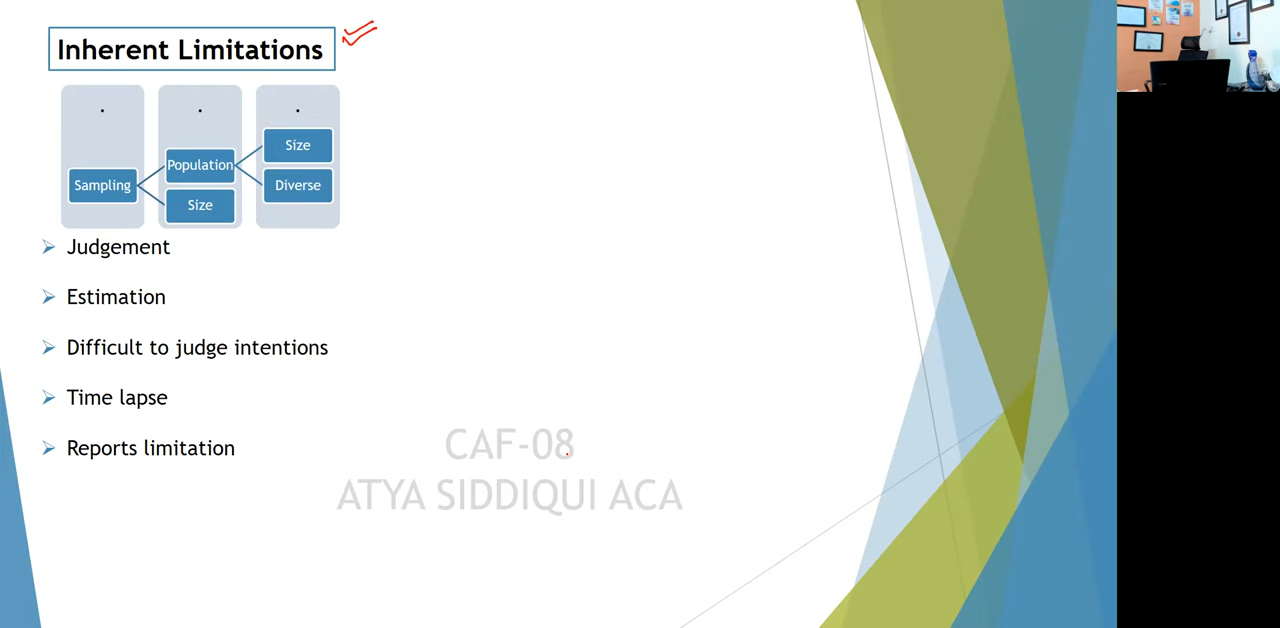 Inherent Limitations
Sampling
Population
Size
Size
Diverse
Judgement
Estimation
Difficult to judge intentions
Time lapse
Reports limitation
CAF-08
ATYA SIDDIQUI ACA